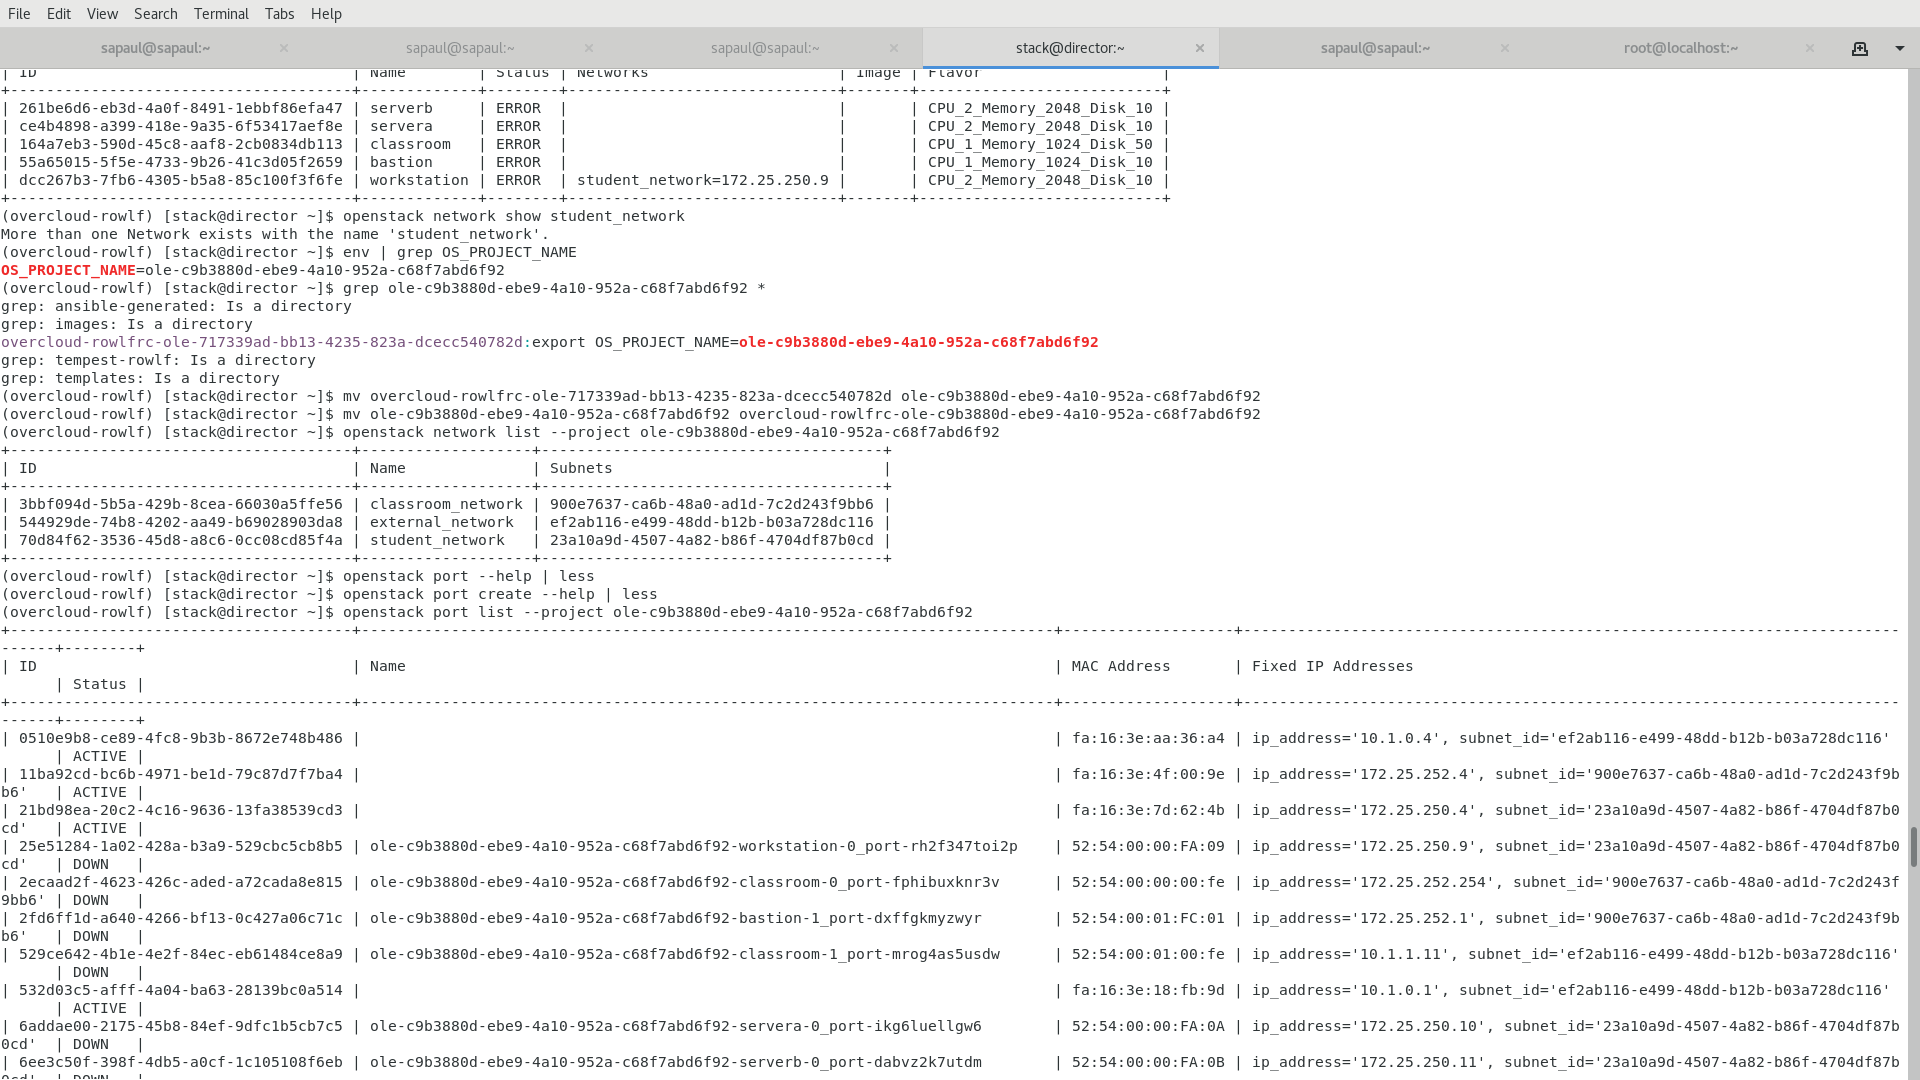 File Edit View Search Terminal Tabs Help
sapaul@sapaul:~ × sapaul@sapaul:~ × sapaul@sapaul:~ × stack@director:~ × sapaul@sapaul:~ × root@localhost:~ ×
| ID | Name | Status | Networks | Image | Flavor |
+--------------------------------------+-------------+--------+------------------------------+-------+---------------------------+
| 261be6d6-eb3d-4a0f-8491-1ebbf86efa47 | serverb | ERROR | | | CPU_2_Memory_2048_Disk_10 |
| ce4b4898-a399-418e-9a35-6f53417aef8e | servera | ERROR | | | CPU_2_Memory_2048_Disk_10 |
| 164a7eb3-590d-45c8-aaf8-2cb0834db113 | classroom | ERROR | | | CPU_1_Memory_1024_Disk_50 |
| 55a65015-5f5e-4733-9b26-41c3d05f2659 | bastion | ERROR | | | CPU_1_Memory_1024_Disk_10 |
| dcc267b3-7fb6-4305-b5a8-85c100f3f6fe | workstation | ERROR | student_network=172.25.250.9 | | CPU_2_Memory_2048_Disk_10 |
+--------------------------------------+-------------+--------+------------------------------+-------+---------------------------+
(overcloud-rowlf) [stack@director ~]$ openstack network show student_network
More than one Network exists with the name 'student_network'.
(overcloud-rowlf) [stack@director ~]$ env | grep OS_PROJECT_NAME
OS_PROJECT_NAME=ole-c9b3880d-ebe9-4a10-952a-c68f7abd6f92
(overcloud-rowlf) [stack@director ~]$ grep ole-c9b3880d-ebe9-4a10-952a-c68f7abd6f92 *
grep: ansible-generated: Is a directory
grep: images: Is a directory
overcloud-rowlfrc-ole-717339ad-bb13-4235-823a-dcecc540782d:export OS_PROJECT_NAME=ole-c9b3880d-ebe9-4a10-952a-c68f7abd6f92
grep: tempest-rowlf: Is a directory
grep: templates: Is a directory
(overcloud-rowlf) [stack@director ~]$ mv overcloud-rowlfrc-ole-717339ad-bb13-4235-823a-dcecc540782d ole-c9b3880d-ebe9-4a10-952a-c68f7abd6f92
(overcloud-rowlf) [stack@director ~]$ mv ole-c9b3880d-ebe9-4a10-952a-c68f7abd6f92 overcloud-rowlfrc-ole-c9b3880d-ebe9-4a10-952a-c68f7abd6f92
(overcloud-rowlf) [stack@director ~]$ openstack network list --project ole-c9b3880d-ebe9-4a10-952a-c68f7abd6f92
+--------------------------------------+-------------------+--------------------------------------+
| ID | Name | Subnets |
+--------------------------------------+-------------------+--------------------------------------+
| 3bbf094d-5b5a-429b-8cea-66030a5ffe56 | classroom_network | 900e7637-ca6b-48a0-ad1d-7c2d243f9bb6 |
| 544929de-74b8-4202-aa49-b69028903da8 | external_network | ef2ab116-e499-48dd-b12b-b03a728dc116 |
| 70d84f62-3536-45d8-a8c6-0cc08cd85f4a | student_network | 23a10a9d-4507-4a82-b86f-4704df87b0cd |
+--------------------------------------+-------------------+--------------------------------------+
(overcloud-rowlf) [stack@director ~]$ openstack port --help | less
(overcloud-rowlf) [stack@director ~]$ openstack port create --help | less
(overcloud-rowlf) [stack@director ~]$ openstack port list --project ole-c9b3880d-ebe9-4a10-952a-c68f7abd6f92
+--------------------------------------+-----------------------------------------------------------------------------+-------------------+-------------------------------------------------------------------------
------+--------+
| ID | Name | MAC Address | Fixed IP Addresses
| Status |
+--------------------------------------+-----------------------------------------------------------------------------+-------------------+-------------------------------------------------------------------------
------+--------+
| 0510e9b8-ce89-4fc8-9b3b-8672e748b486 | | fa:16:3e:aa:36:a4 | ip_address='10.1.0.4', subnet_id='ef2ab116-e499-48dd-b12b-b03a728dc116'
| ACTIVE |
| 11ba92cd-bc6b-4971-be1d-79c87d7f7ba4 | | fa:16:3e:4f:00:9e | ip_address='172.25.252.4', subnet_id='900e7637-ca6b-48a0-ad1d-7c2d243f9b
b6' | ACTIVE |
| 21bd98ea-20c2-4c16-9636-13fa38539cd3 | | fa:16:3e:7d:62:4b | ip_address='172.25.250.4', subnet_id='23a10a9d-4507-4a82-b86f-4704df87b0
cd' | ACTIVE |
| 25e51284-1a02-428a-b3a9-529cbc5cb8b5 | ole-c9b3880d-ebe9-4a10-952a-c68f7abd6f92-workstation-0_port-rh2f347toi2p | 52:54:00:00:FA:09 | ip_address='172.25.250.9', subnet_id='23a10a9d-4507-4a82-b86f-4704df87b0
cd' | DOWN |
| 2ecaad2f-4623-426c-aded-a72cada8e815 | ole-c9b3880d-ebe9-4a10-952a-c68f7abd6f92-classroom-0_port-fphibuxknr3v | 52:54:00:00:00:fe | ip_address='172.25.252.254', subnet_id='900e7637-ca6b-48a0-ad1d-7c2d243f
9bb6' | DOWN |
| 2fd6ff1d-a640-4266-bf13-0c427a06c71c | ole-c9b3880d-ebe9-4a10-952a-c68f7abd6f92-bastion-1_port-dxffgkmyzwyr | 52:54:00:01:FC:01 | ip_address='172.25.252.1', subnet_id='900e7637-ca6b-48a0-ad1d-7c2d243f9b
b6' | DOWN |
| 529ce642-4b1e-4e2f-84ec-eb61484ce8a9 | ole-c9b3880d-ebe9-4a10-952a-c68f7abd6f92-classroom-1_port-mrog4as5usdw | 52:54:00:01:00:fe | ip_address='10.1.1.11', subnet_id='ef2ab116-e499-48dd-b12b-b03a728dc116'
| DOWN |
| 532d03c5-afff-4a04-ba63-28139bc0a514 | | fa:16:3e:18:fb:9d | ip_address='10.1.0.1', subnet_id='ef2ab116-e499-48dd-b12b-b03a728dc116'
| ACTIVE |
| 6addae00-2175-45b8-84ef-9dfc1b5cb7c5 | ole-c9b3880d-ebe9-4a10-952a-c68f7abd6f92-servera-0_port-ikg6luellgw6 | 52:54:00:00:FA:0A | ip_address='172.25.250.10', subnet_id='23a10a9d-4507-4a82-b86f-4704df87b
0cd' | DOWN |
| 6ee3c50f-398f-4db5-a0cf-1c105108f6eb | ole-c9b3880d-ebe9-4a10-952a-c68f7abd6f92-serverb-0_port-dabvz2k7utdm | 52:54:00:00:FA:0B | ip_address='172.25.250.11', subnet_id='23a10a9d-4507-4a82-b86f-4704df87b
0cd' | DOWN |